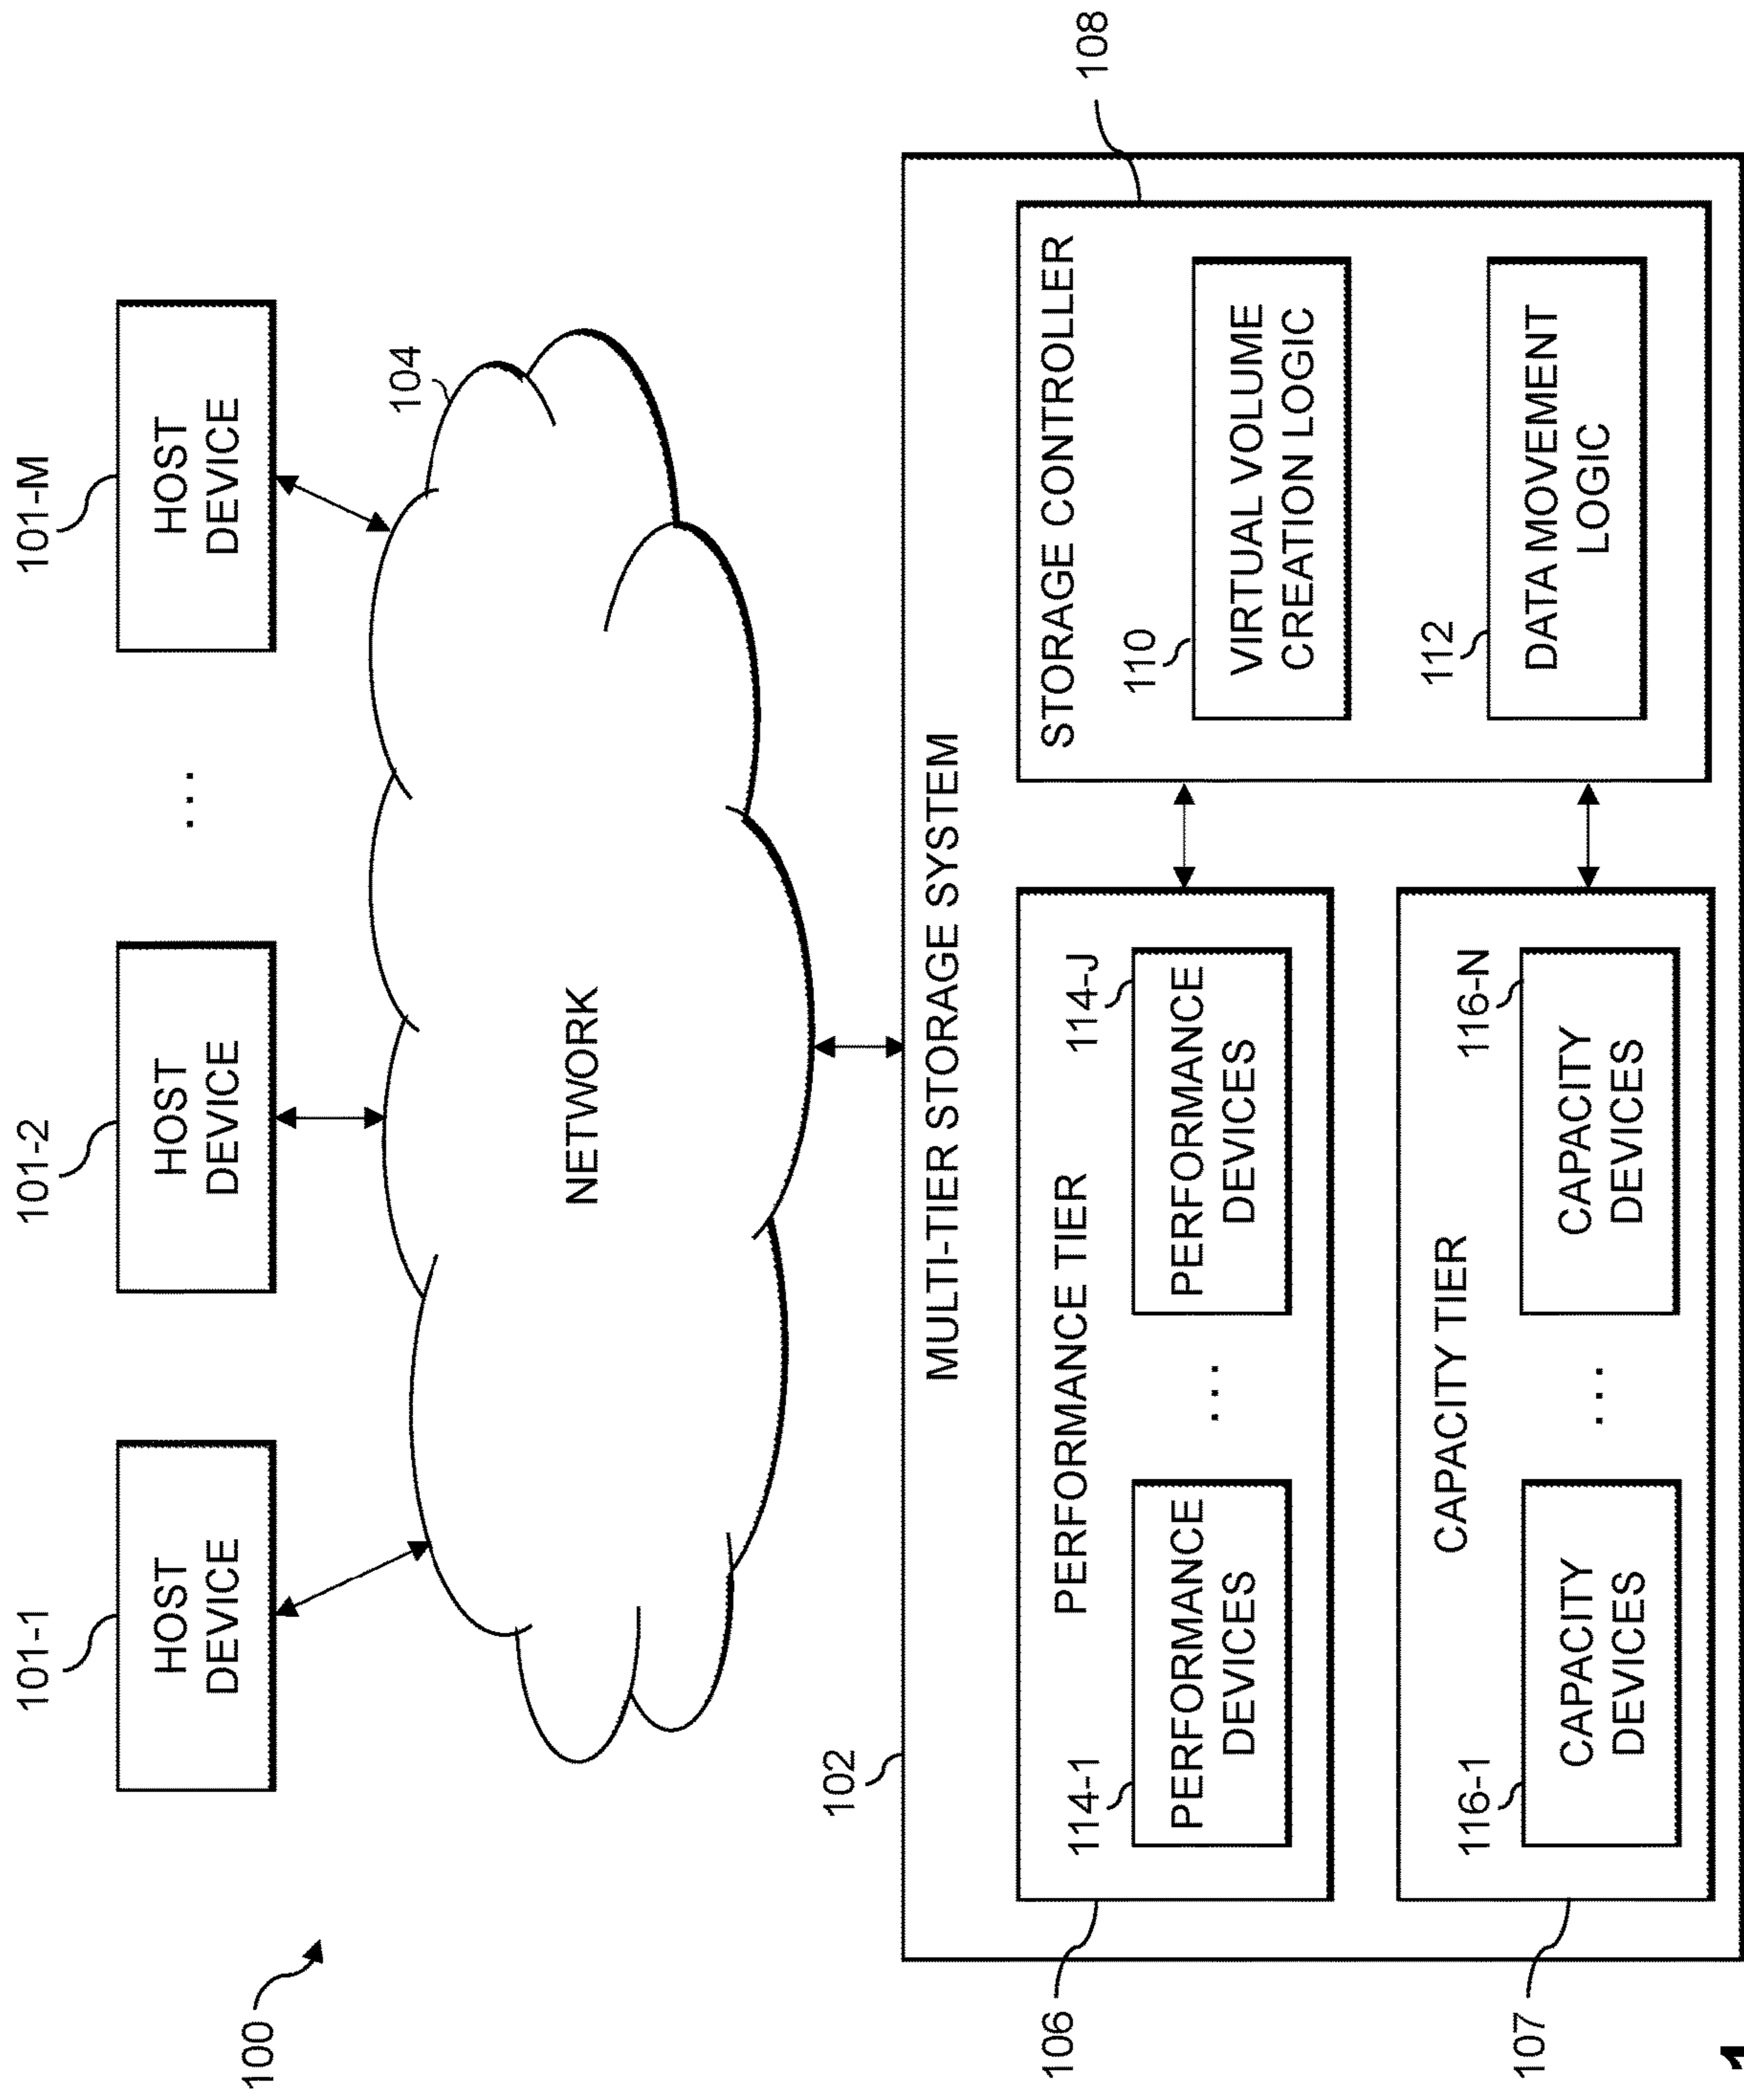 100
101-1
101-2
101-M
HOST
DEVICE
HOST
DEVICE
. . .
HOST
DEVICE
104
NETWORK
102
MULTI-TIER STORAGE SYSTEM
106
PERFORMANCE TIER
114-1
PERFORMANCE
DEVICES
. . .
114-J
PERFORMANCE
DEVICES
107
CAPACITY TIER
116-1
CAPACITY
DEVICES
. . .
116-N
CAPACITY
DEVICES
108
STORAGE CONTROLLER
110
VIRTUAL VOLUME
CREATION LOGIC
112
DATA MOVEMENT
LOGIC